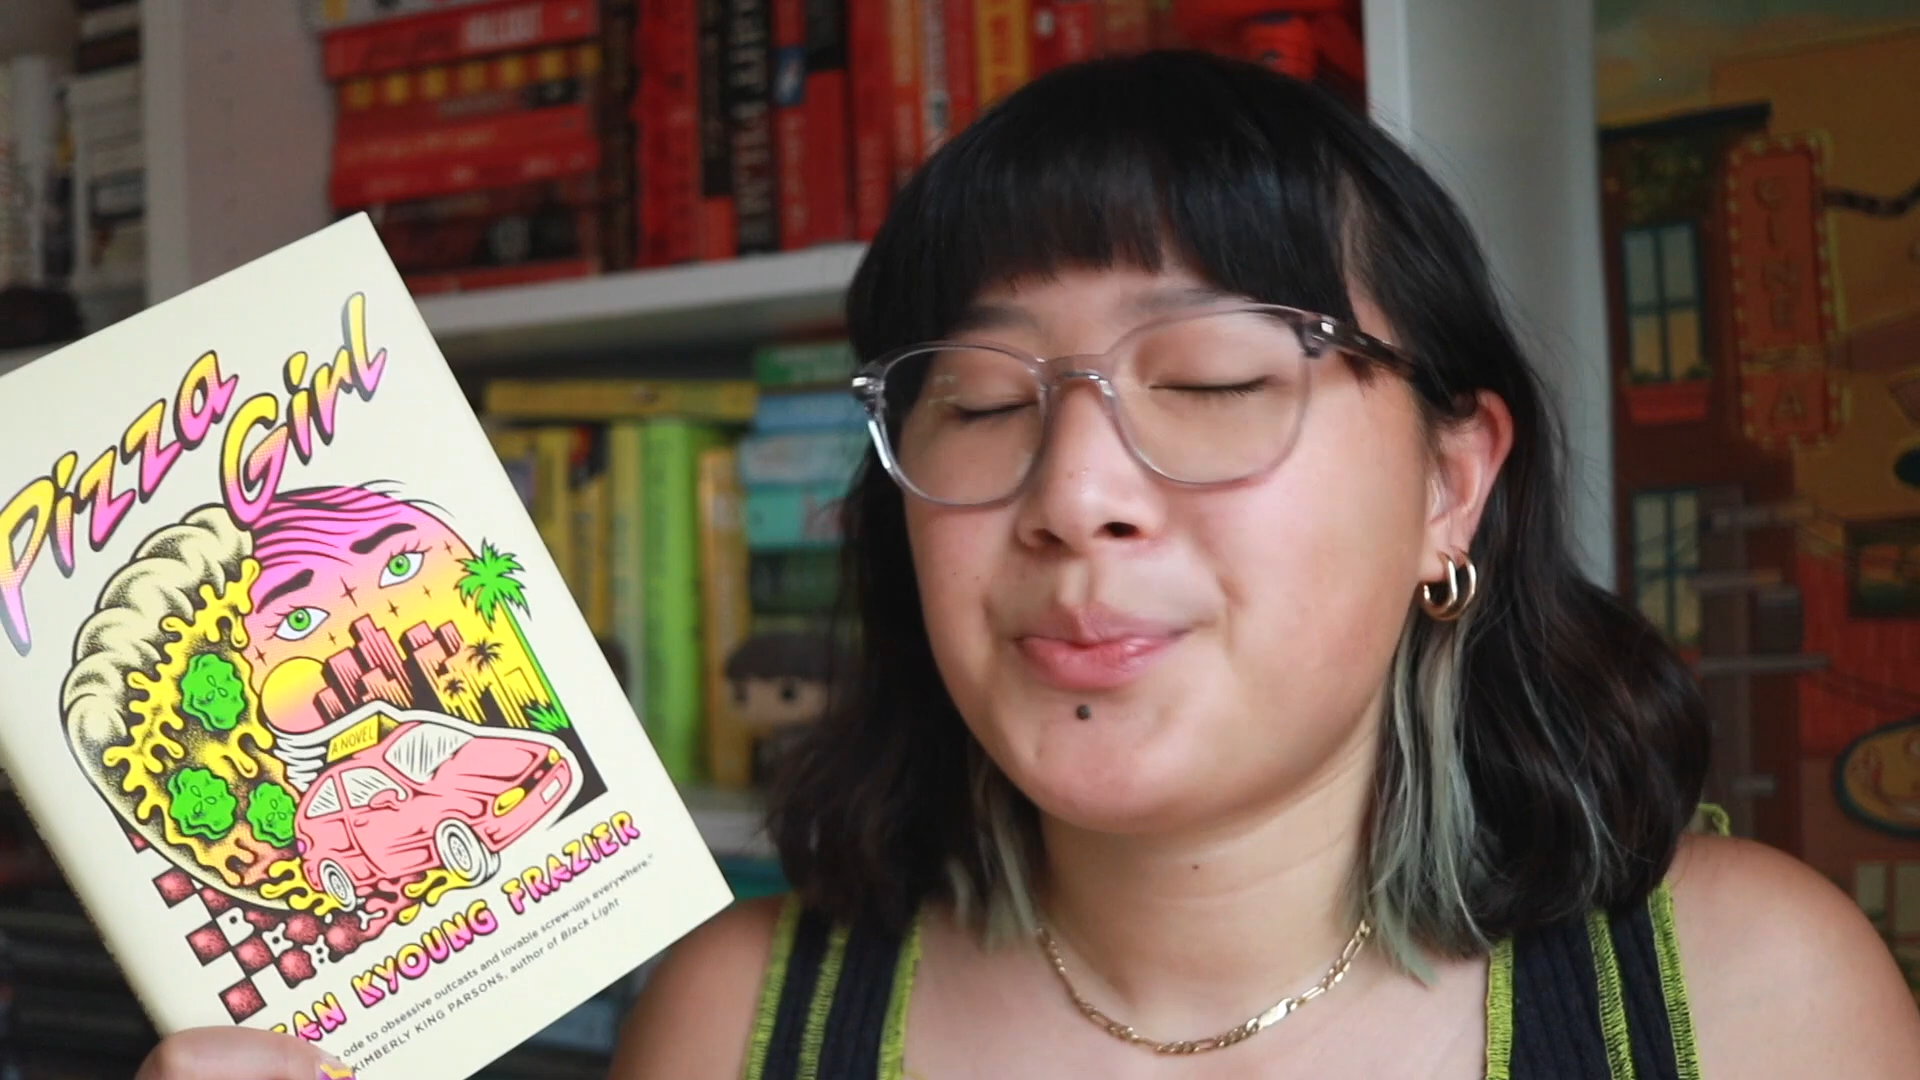 Pizza
Girl
A NOVEL
EAN KYOUNG FRAZIER
ode to obsessive outcasts and lovable screw-ups everywhere."
KIMBERLY KING PARSONS, author of Black Light